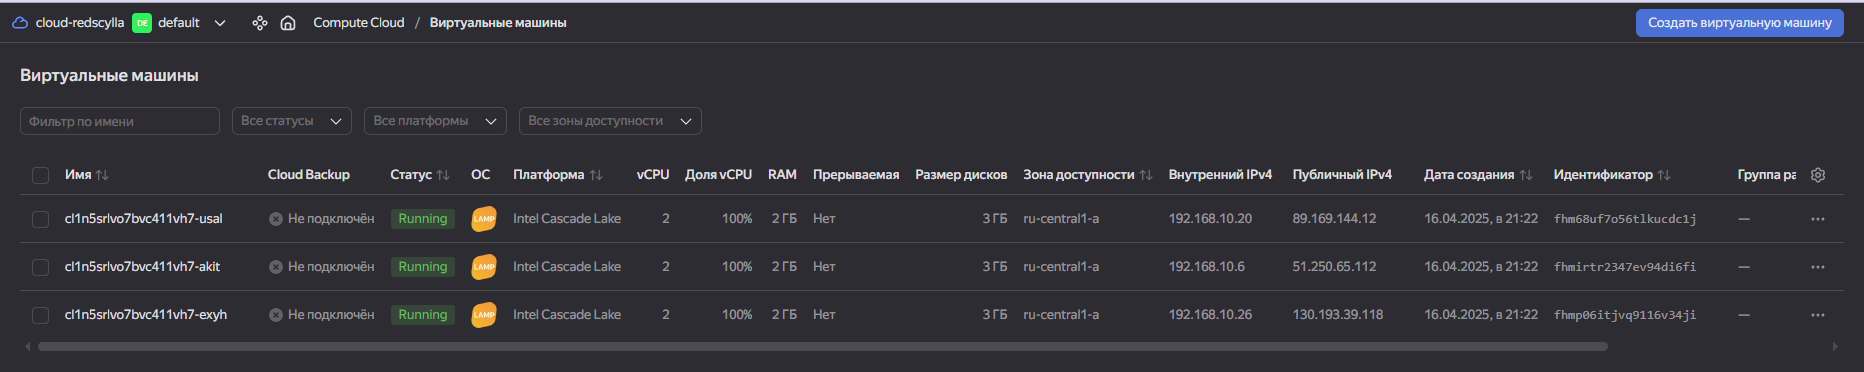 cloud-redscylla DE default Compute Cloud / Виртуальные машины Создать виртуальную машину
Виртуальные машины
Фильтр по имени Все статусы Все платформы Все зоны доступности
Имя Cloud Backup Статус ОС Платформа vCPU Доля vCPU RAM Прерываемая Размер дисков Зона доступности Внутренний IPv4 Публичный IPv4 Дата создания Идентификатор Группа ра
cl1n5srlvo7bvc411vh7-usal Не подключён Running LAMP Intel Cascade Lake 2 100% 2 ГБ Нет 3 ГБ ru-central1-a 192.168.10.20 89.169.144.12 16.04.2025, в 21:22 fhm68uf7o56tlkucdc1j — ···
cl1n5srlvo7bvc411vh7-akit Не подключён Running LAMP Intel Cascade Lake 2 100% 2 ГБ Нет 3 ГБ ru-central1-a 192.168.10.6 51.250.65.112 16.04.2025, в 21:22 fhmirtr2347ev94di6fi — ···
cl1n5srlvo7bvc411vh7-exyh Не подключён Running LAMP Intel Cascade Lake 2 100% 2 ГБ Нет 3 ГБ ru-central1-a 192.168.10.26 130.193.39.118 16.04.2025, в 21:22 fhmp06itjvq9116v34ji — ···